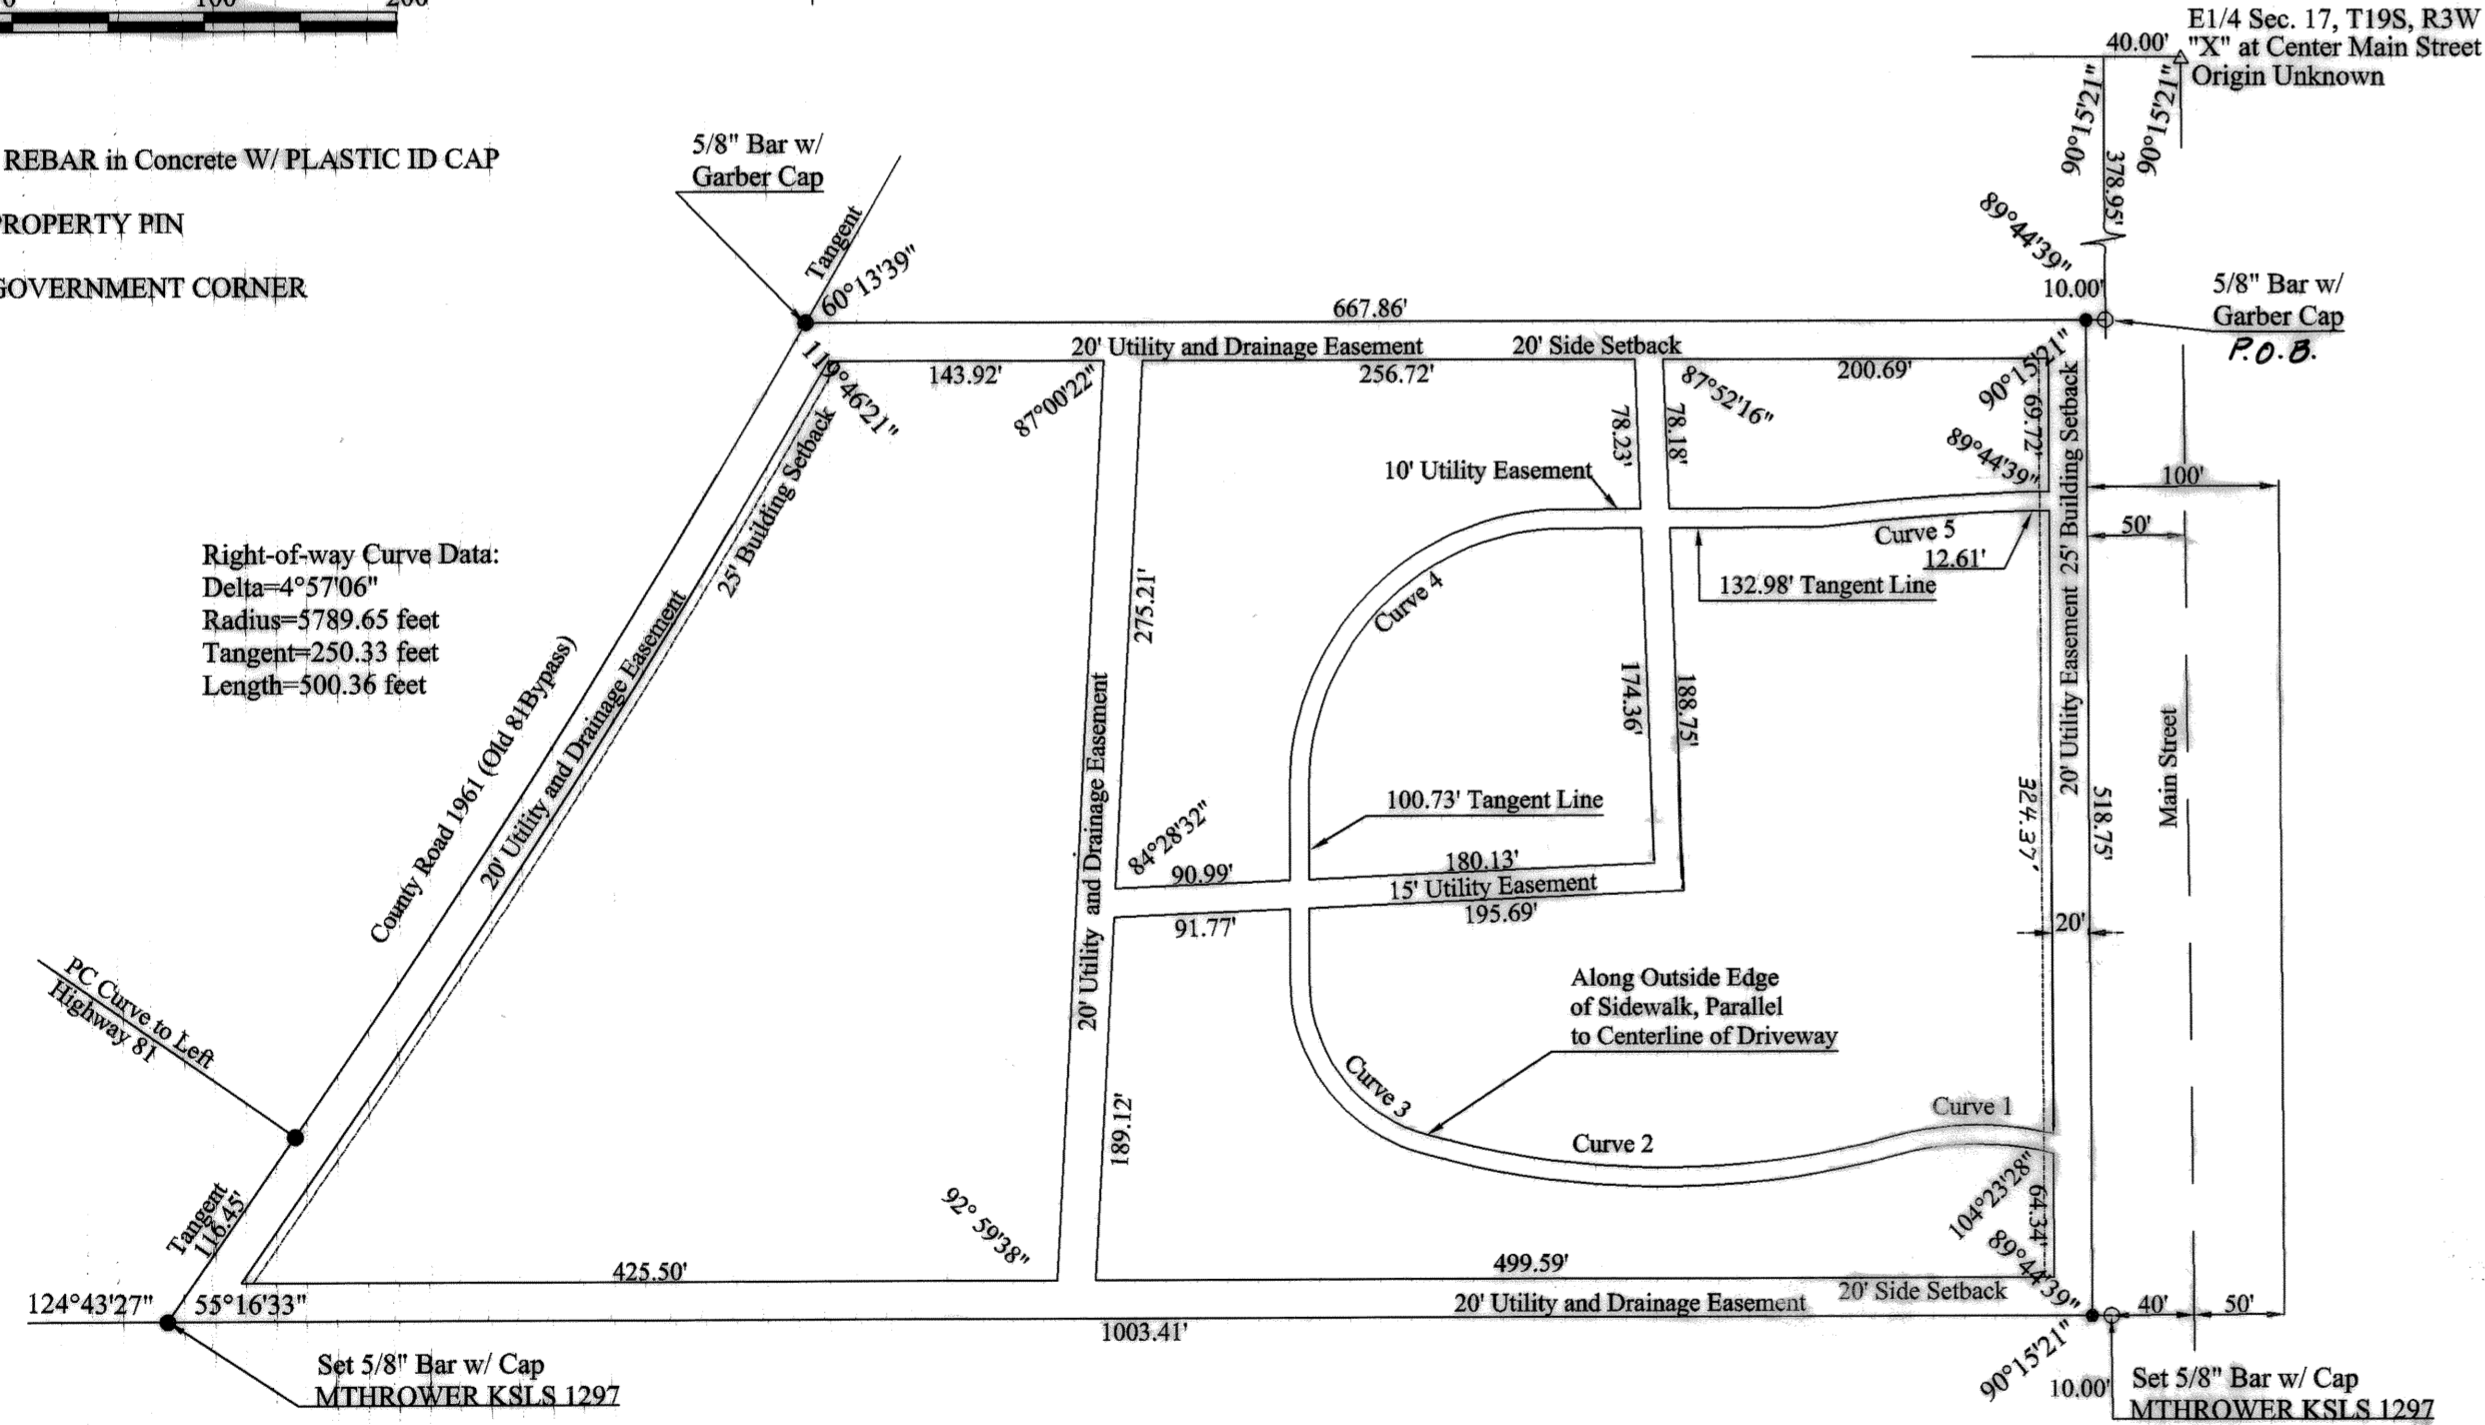 100
200
REBAR in Concrete W/ PLASTIC ID CAP
PROPERTY PIN
GOVERNMENT CORNER
5/8" Bar w/
Garber Cap
Tangent
60°13'39"
119°46'21"
667.86'
E1/4 Sec. 17, T19S, R3W
"X" at Center Main Street
Origin Unknown
40.00'
90°15'21"
90°15'21"
378.95'
89°44'39"
10.00'
5/8" Bar w/
Garber Cap
P.O.B.
20' Utility and Drainage Easement
20' Side Setback
143.92'
87°00'22"
256.72'
87°52'16"
200.69'
90°15'21"
69.72'
89°44'39"
78.23'
78.18'
10' Utility Easement
Curve 5
12.61'
132.98' Tangent Line
100'
50'
25' Building Setback
20' Utility Easement
518.75'
324.37'
Main Street
20'
Right-of-way Curve Data:
Delta=4°57'06"
Radius=5789.65 feet
Tangent=250.33 feet
Length=500.36 feet
25' Building Setback
20' Utility and Drainage Easement
County Road 1961 (Old 81Bypass)
275.21'
Curve 4
174.36'
188.75'
20' Utility and Drainage Easement
100.73' Tangent Line
84°28'32"
90.99'
180.13'
15' Utility Easement
91.77'
195.69'
Along Outside Edge
of Sidewalk, Parallel
to Centerline of Driveway
Curve 3
Curve 2
Curve 1
104°23'28"
64.34'
89°44'39"
189.12'
92° 59'38"
PC Curve to Left
Highway 81
Tangent
116.45'
425.50'
499.59'
20' Side Setback
20' Utility and Drainage Easement
124°43'27"
55°16'33"
1003.41'
40'
50'
90°15'21"
10.00'
Set 5/8" Bar w/ Cap
MTHROWER KSLS 1297
Set 5/8" Bar w/ Cap
MTHROWER KSLS 1297